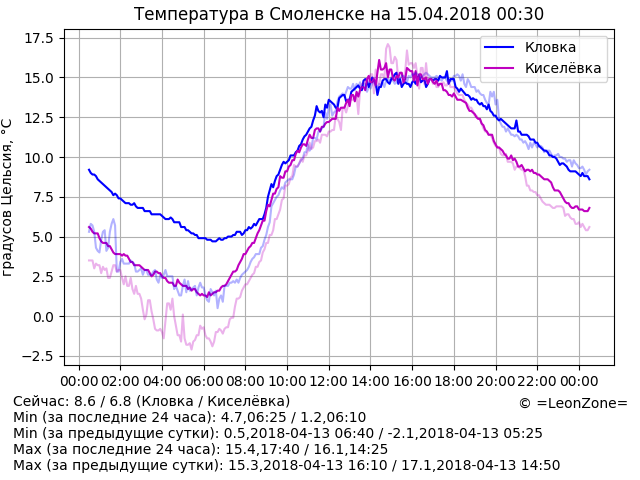 Температура в Смоленске на 15.04.2018 00:30
17.5
15.0
12.5
10.0
7.5
5.0
2.5
0.0
−2.5
градусов Цельсия, °C
Кловка
Киселёвка
00:00 02:00 04:00 06:00 08:00 10:00 12:00 14:00 16:00 18:00 20:00 22:00 00:00
Сейчас: 8.6 / 6.8 (Кловка / Киселёвка)
© =LeonZone=
Min (за последние 24 часа): 4.7,06:25 / 1.2,06:10
Min (за предыдущие сутки): 0.5,2018-04-13 06:40 / -2.1,2018-04-13 05:25
Max (за последние 24 часа): 15.4,17:40 / 16.1,14:25
Max (за предыдущие сутки): 15.3,2018-04-13 16:10 / 17.1,2018-04-13 14:50